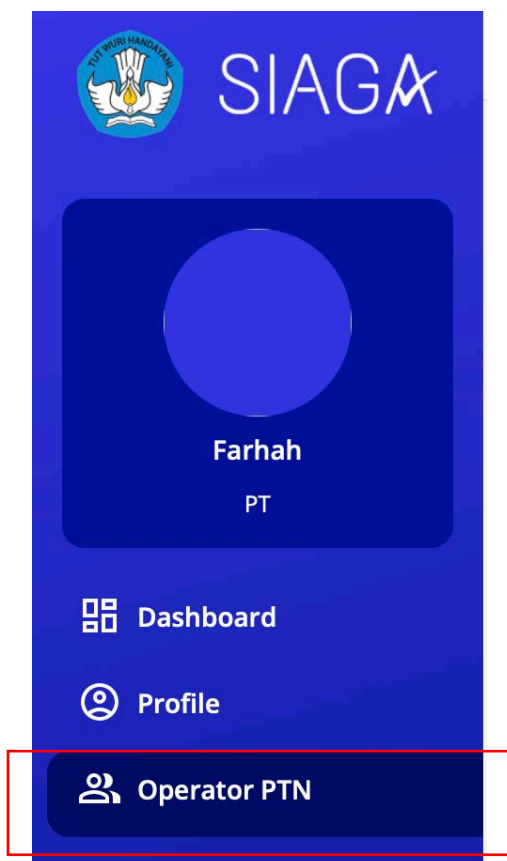 TUT WURI HANDAYANI
SIAGA
Farhah
PT
Dashboard
Profile
Operator PTN